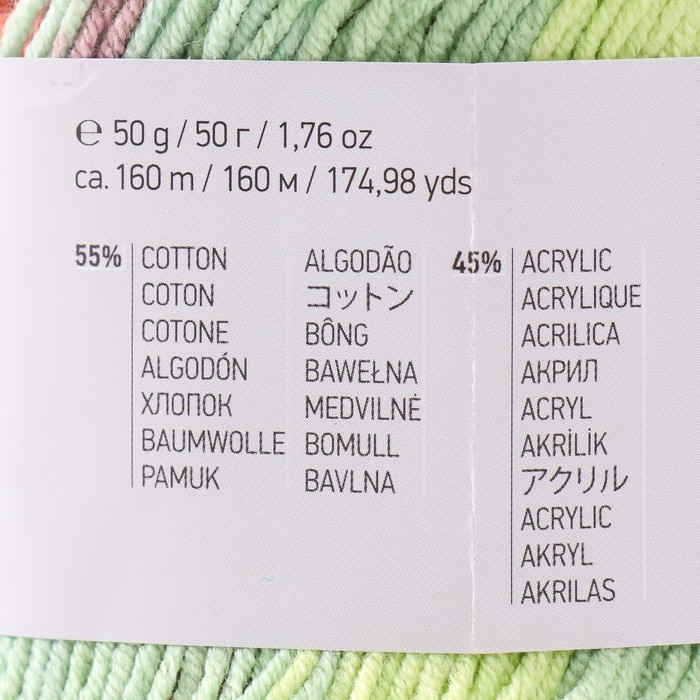 ℮ 50 g / 50 г / 1,76 oz
ca. 160 m / 160 м / 174,98 yds
55%
COTTON
COTON
COTONE
ALGODÓN
ХЛОПОК
BAUMWOLLE
PAMUK
ALGODÃO
コットン
BÔNG
BAWEŁNA
MEDVILNĖ
BOMULL
BAVLNA
45%
ACRYLIC
ACRYLIQUE
ACRILICA
АКРИЛ
ACRYL
AKRİLİK
アクリル
ACRYLIC
AKRYL
AKRILAS